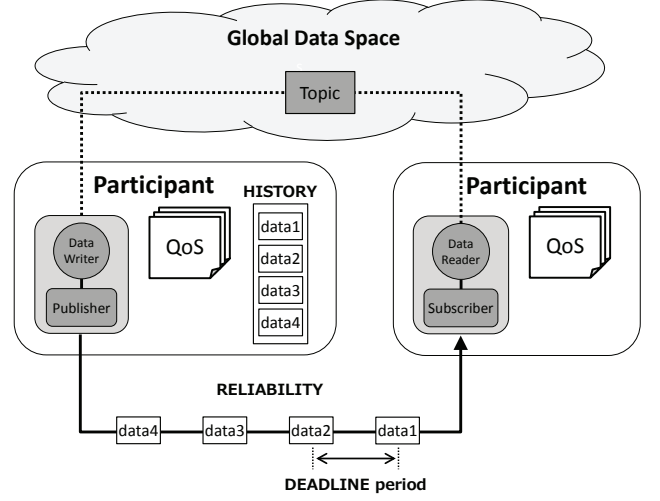 Global Data Space
Topic
Participant
HISTORY
data1
data2
data3
data4
Data
Writer
Publisher
QoS
Participant
Data
Reader
Subscriber
QoS
RELIABILITY
data4
data3
data2
data1
DEADLINE period